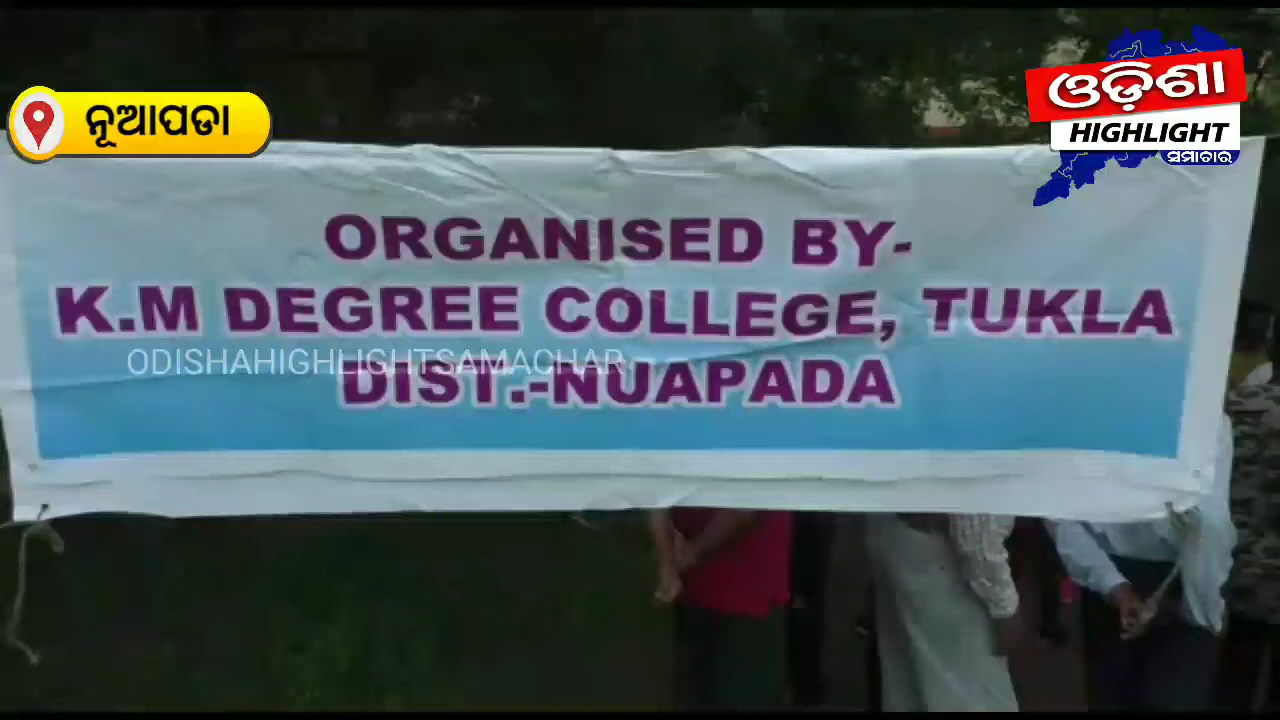 ନୂଆପଡା
ଓଡ଼ିଶା
HIGHLIGHT
ସମାଚାର
ORGANISED BY-
K.M DEGREE COLLEGE, TUKLA
ODISHAHIGHLIGHTSAMACHAR
DIST.-NUAPADA